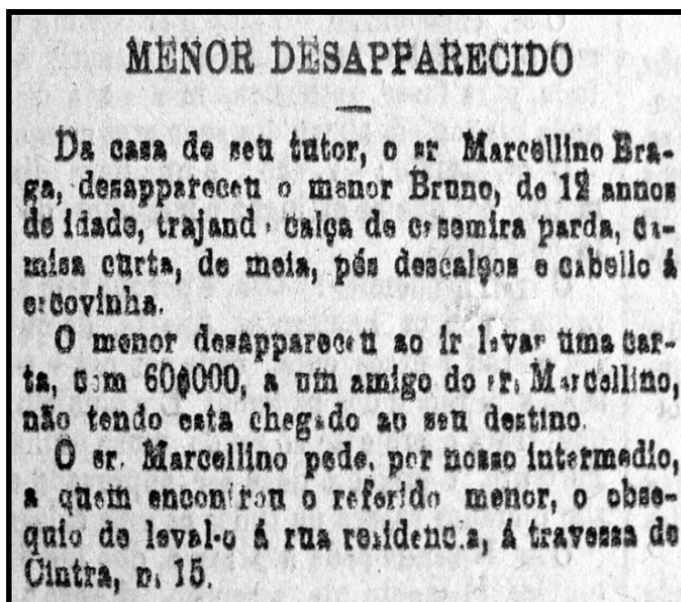 MENOR DESAPPARECIDO
Da casa de seu tutor, o sr Marcellino Bra-
ga, desappareceu o menor Bruno, de 12 annos
de idade, trajando calça de casemira parda, ca-
misa curta, de meia, pés descalços e cabello á
escovinha.
O menor desappareceu ao ir levar uma car-
ta, com 60$000, a um amigo do sr. Marcellino,
não tendo esta chegado ao seu destino.
O sr. Marcellino pede, por nosso intermedio,
a quem encontrou o referido menor, o obse-
quio de leval-o á sua residencia, á travessa de
Cintra, n. 15.